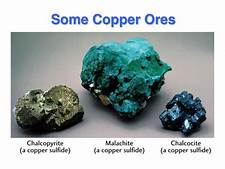 Some Copper Ores
Chalcopyrite
(a copper sulfide)
Malachite
(a copper sulfide)
Chalcocite
(a copper sulfide)